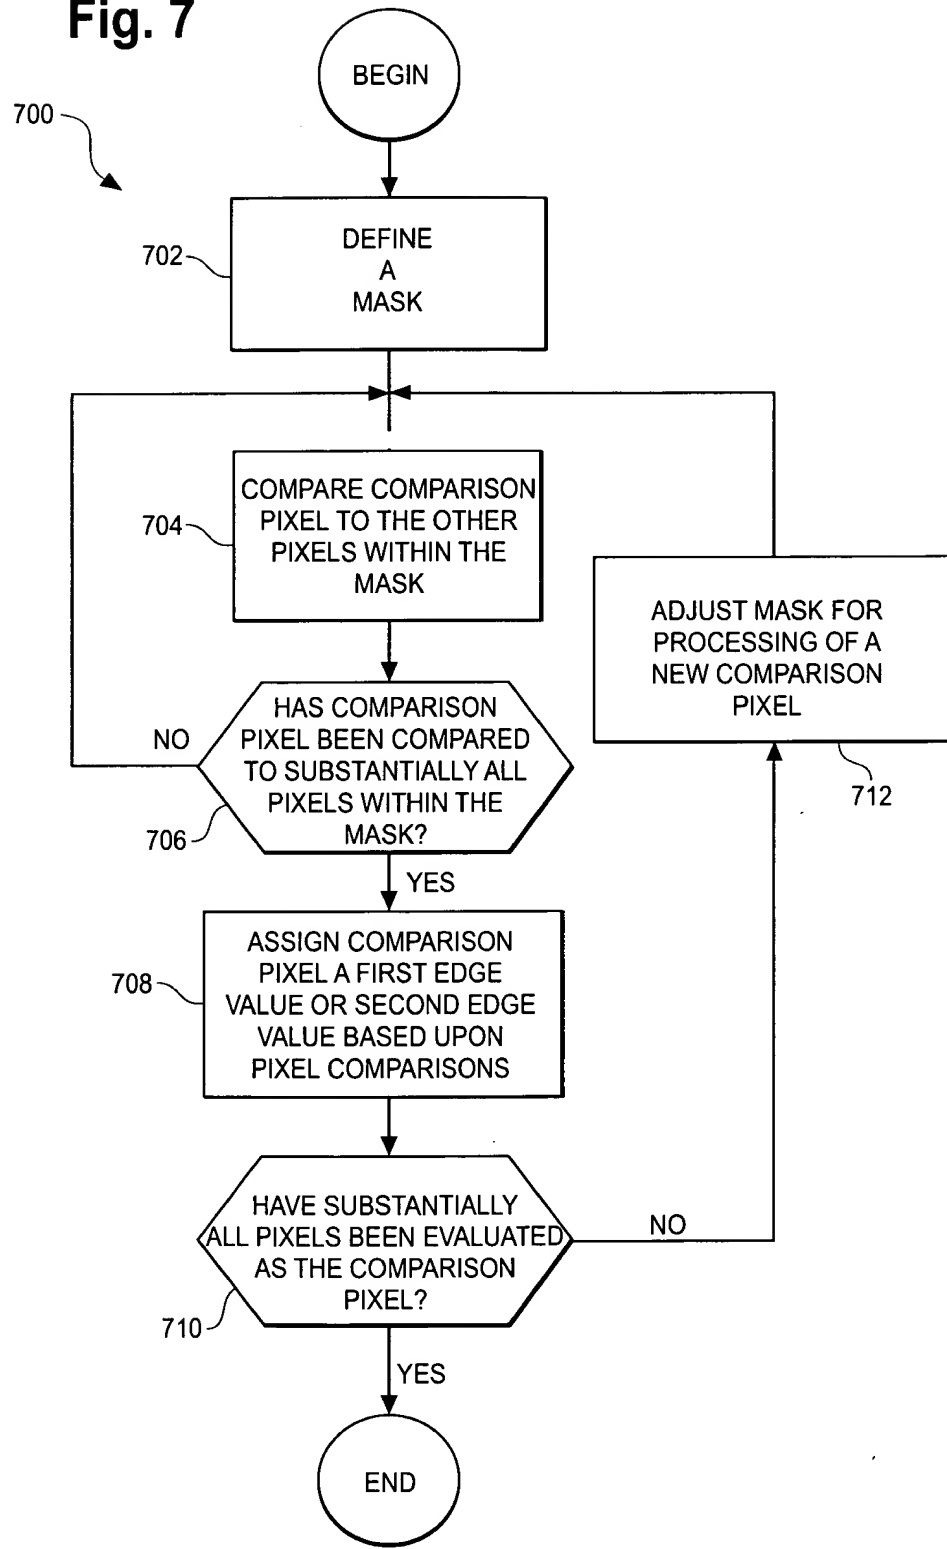 Fig. 7
BEGIN
700
DEFINE
A
MASK
702
COMPARE COMPARISON
PIXEL TO THE OTHER
PIXELS WITHIN THE
MASK
704
ADJUST MASK FOR
PROCESSING OF A
NEW COMPARISON
PIXEL
712
HAS COMPARISON
PIXEL BEEN COMPARED
TO SUBSTANTIALLY ALL
PIXELS WITHIN THE
MASK?
NO
706
YES
ASSIGN COMPARISON
PIXEL A FIRST EDGE
VALUE OR SECOND EDGE
VALUE BASED UPON
PIXEL COMPARISONS
708
HAVE SUBSTANTIALLY
ALL PIXELS BEEN EVALUATED
AS THE COMPARISON
PIXEL?
NO
710
YES
END